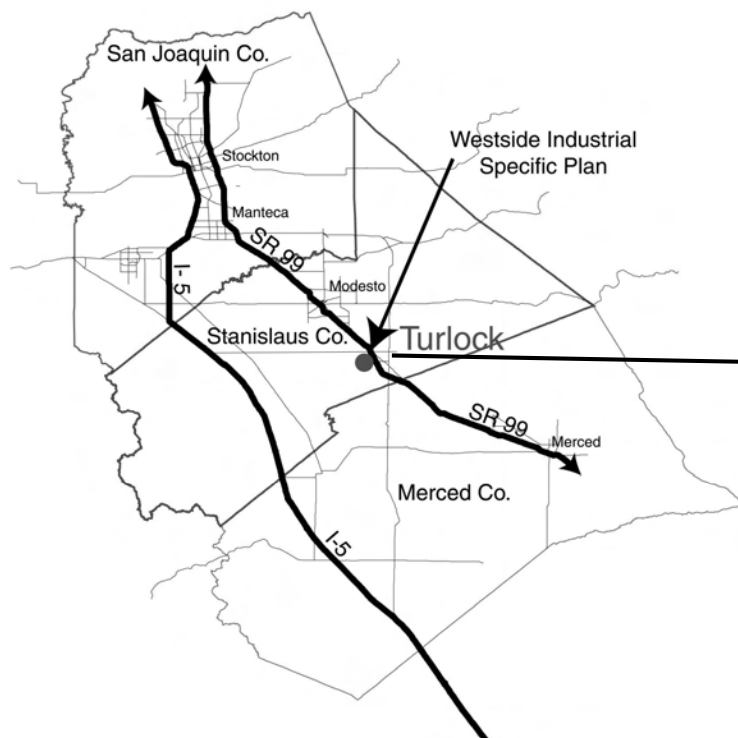 San Joaquin Co.
Westside Industrial
Specific Plan
Stockton
Manteca
SR 99
I- 5
Modesto
Stanislaus Co.
Turlock
SR 99
Merced
Merced Co.
I-5